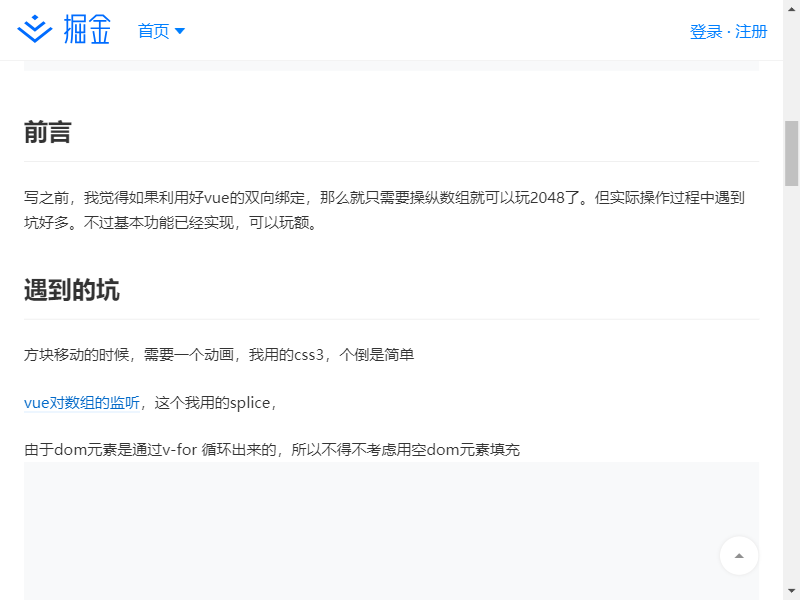 掘金
首页
登录 · 注册
前言
写之前，我觉得如果利用好vue的双向绑定，那么就只需要操纵数组就可以玩2048了。但实际操作过程中遇到
坑好多。不过基本功能已经实现，可以玩额。
遇到的坑
方块移动的时候，需要一个动画，我用的css3，个倒是简单
vue对数组的监听，这个我用的splice，
由于dom元素是通过v-for 循环出来的，所以不得不考虑用空dom元素填充